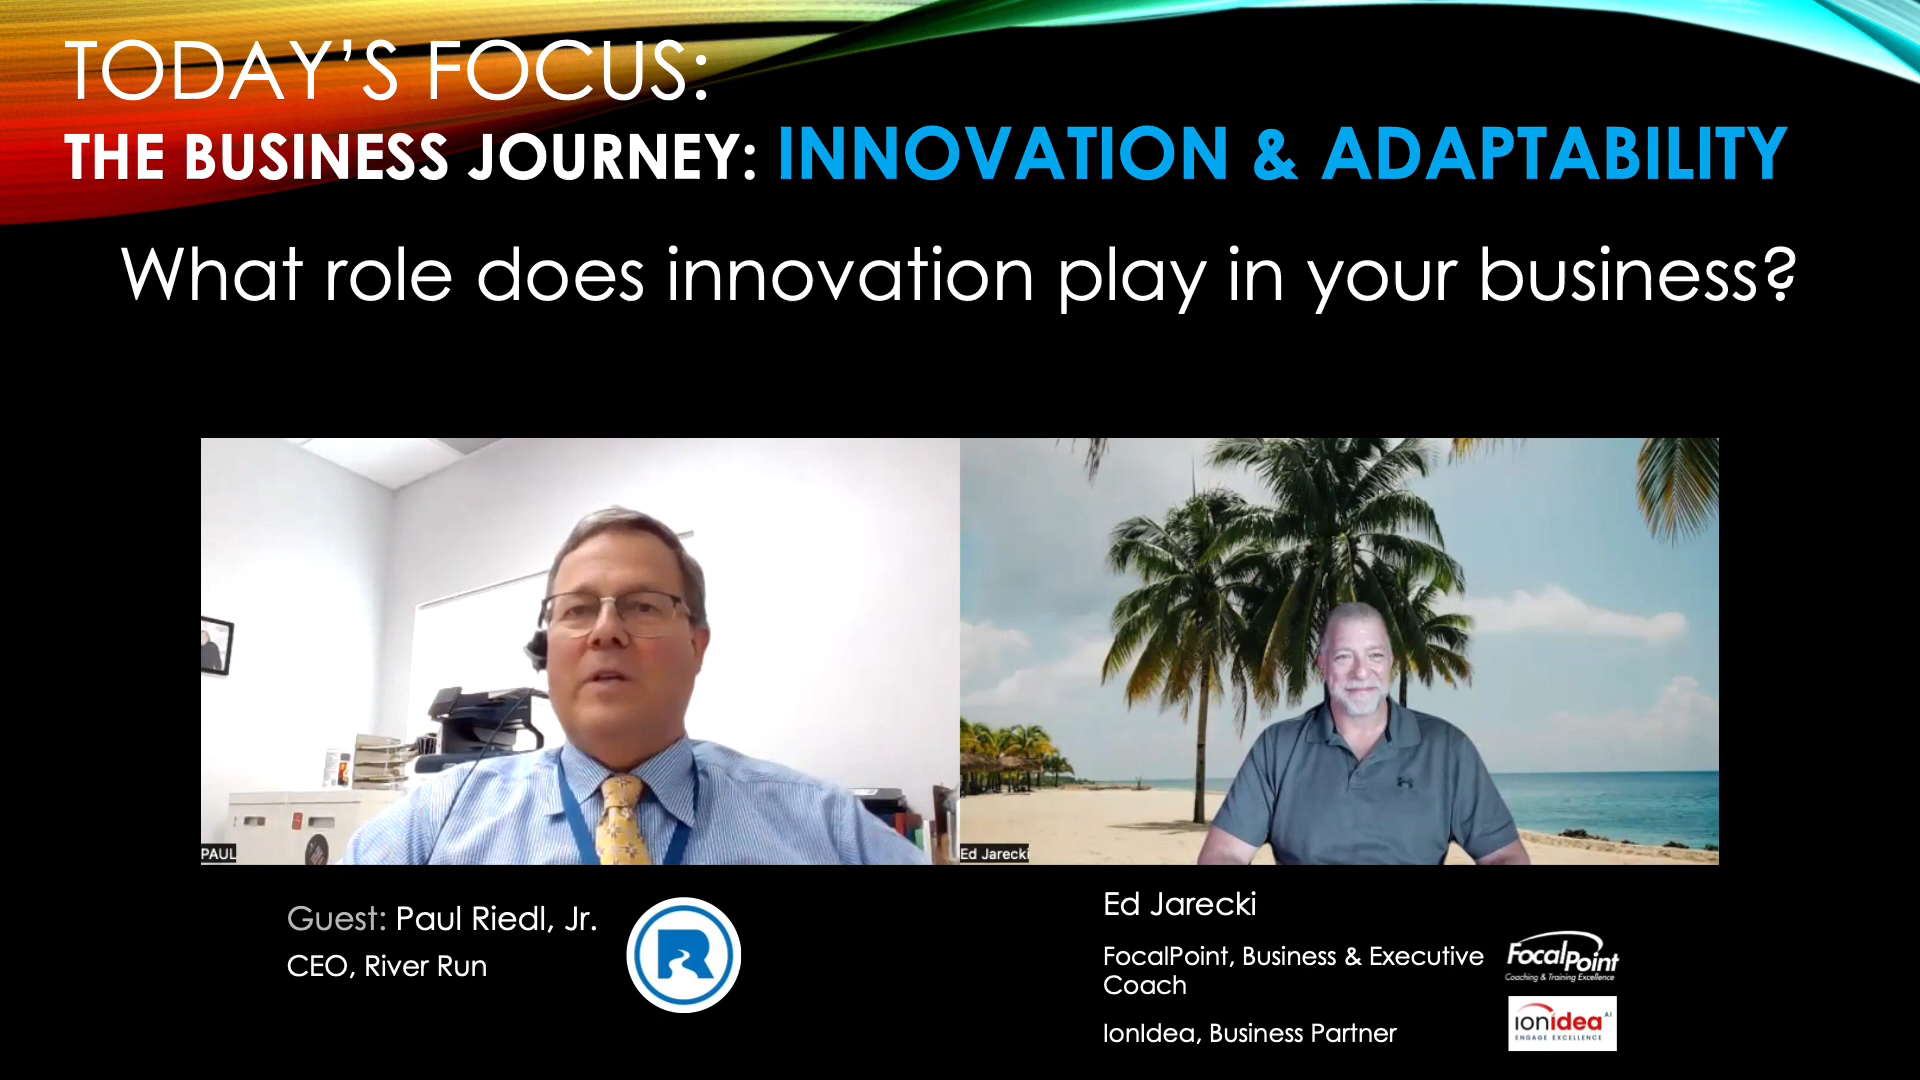 TODAY'S FOCUS:
THE BUSINESS JOURNEY: INNOVATION & ADAPTABILITY
What role does innovation play in your business?
PAUL
Ed Jarecki
Guest: Paul Riedl, Jr.
CEO, River Run
R
Ed Jarecki
FocalPoint, Business & Executive
Coach
IonIdea, Business Partner
FocalPoint
Coaching & Training Excellence
ionidea AI
ENGAGE EXCELLENCE